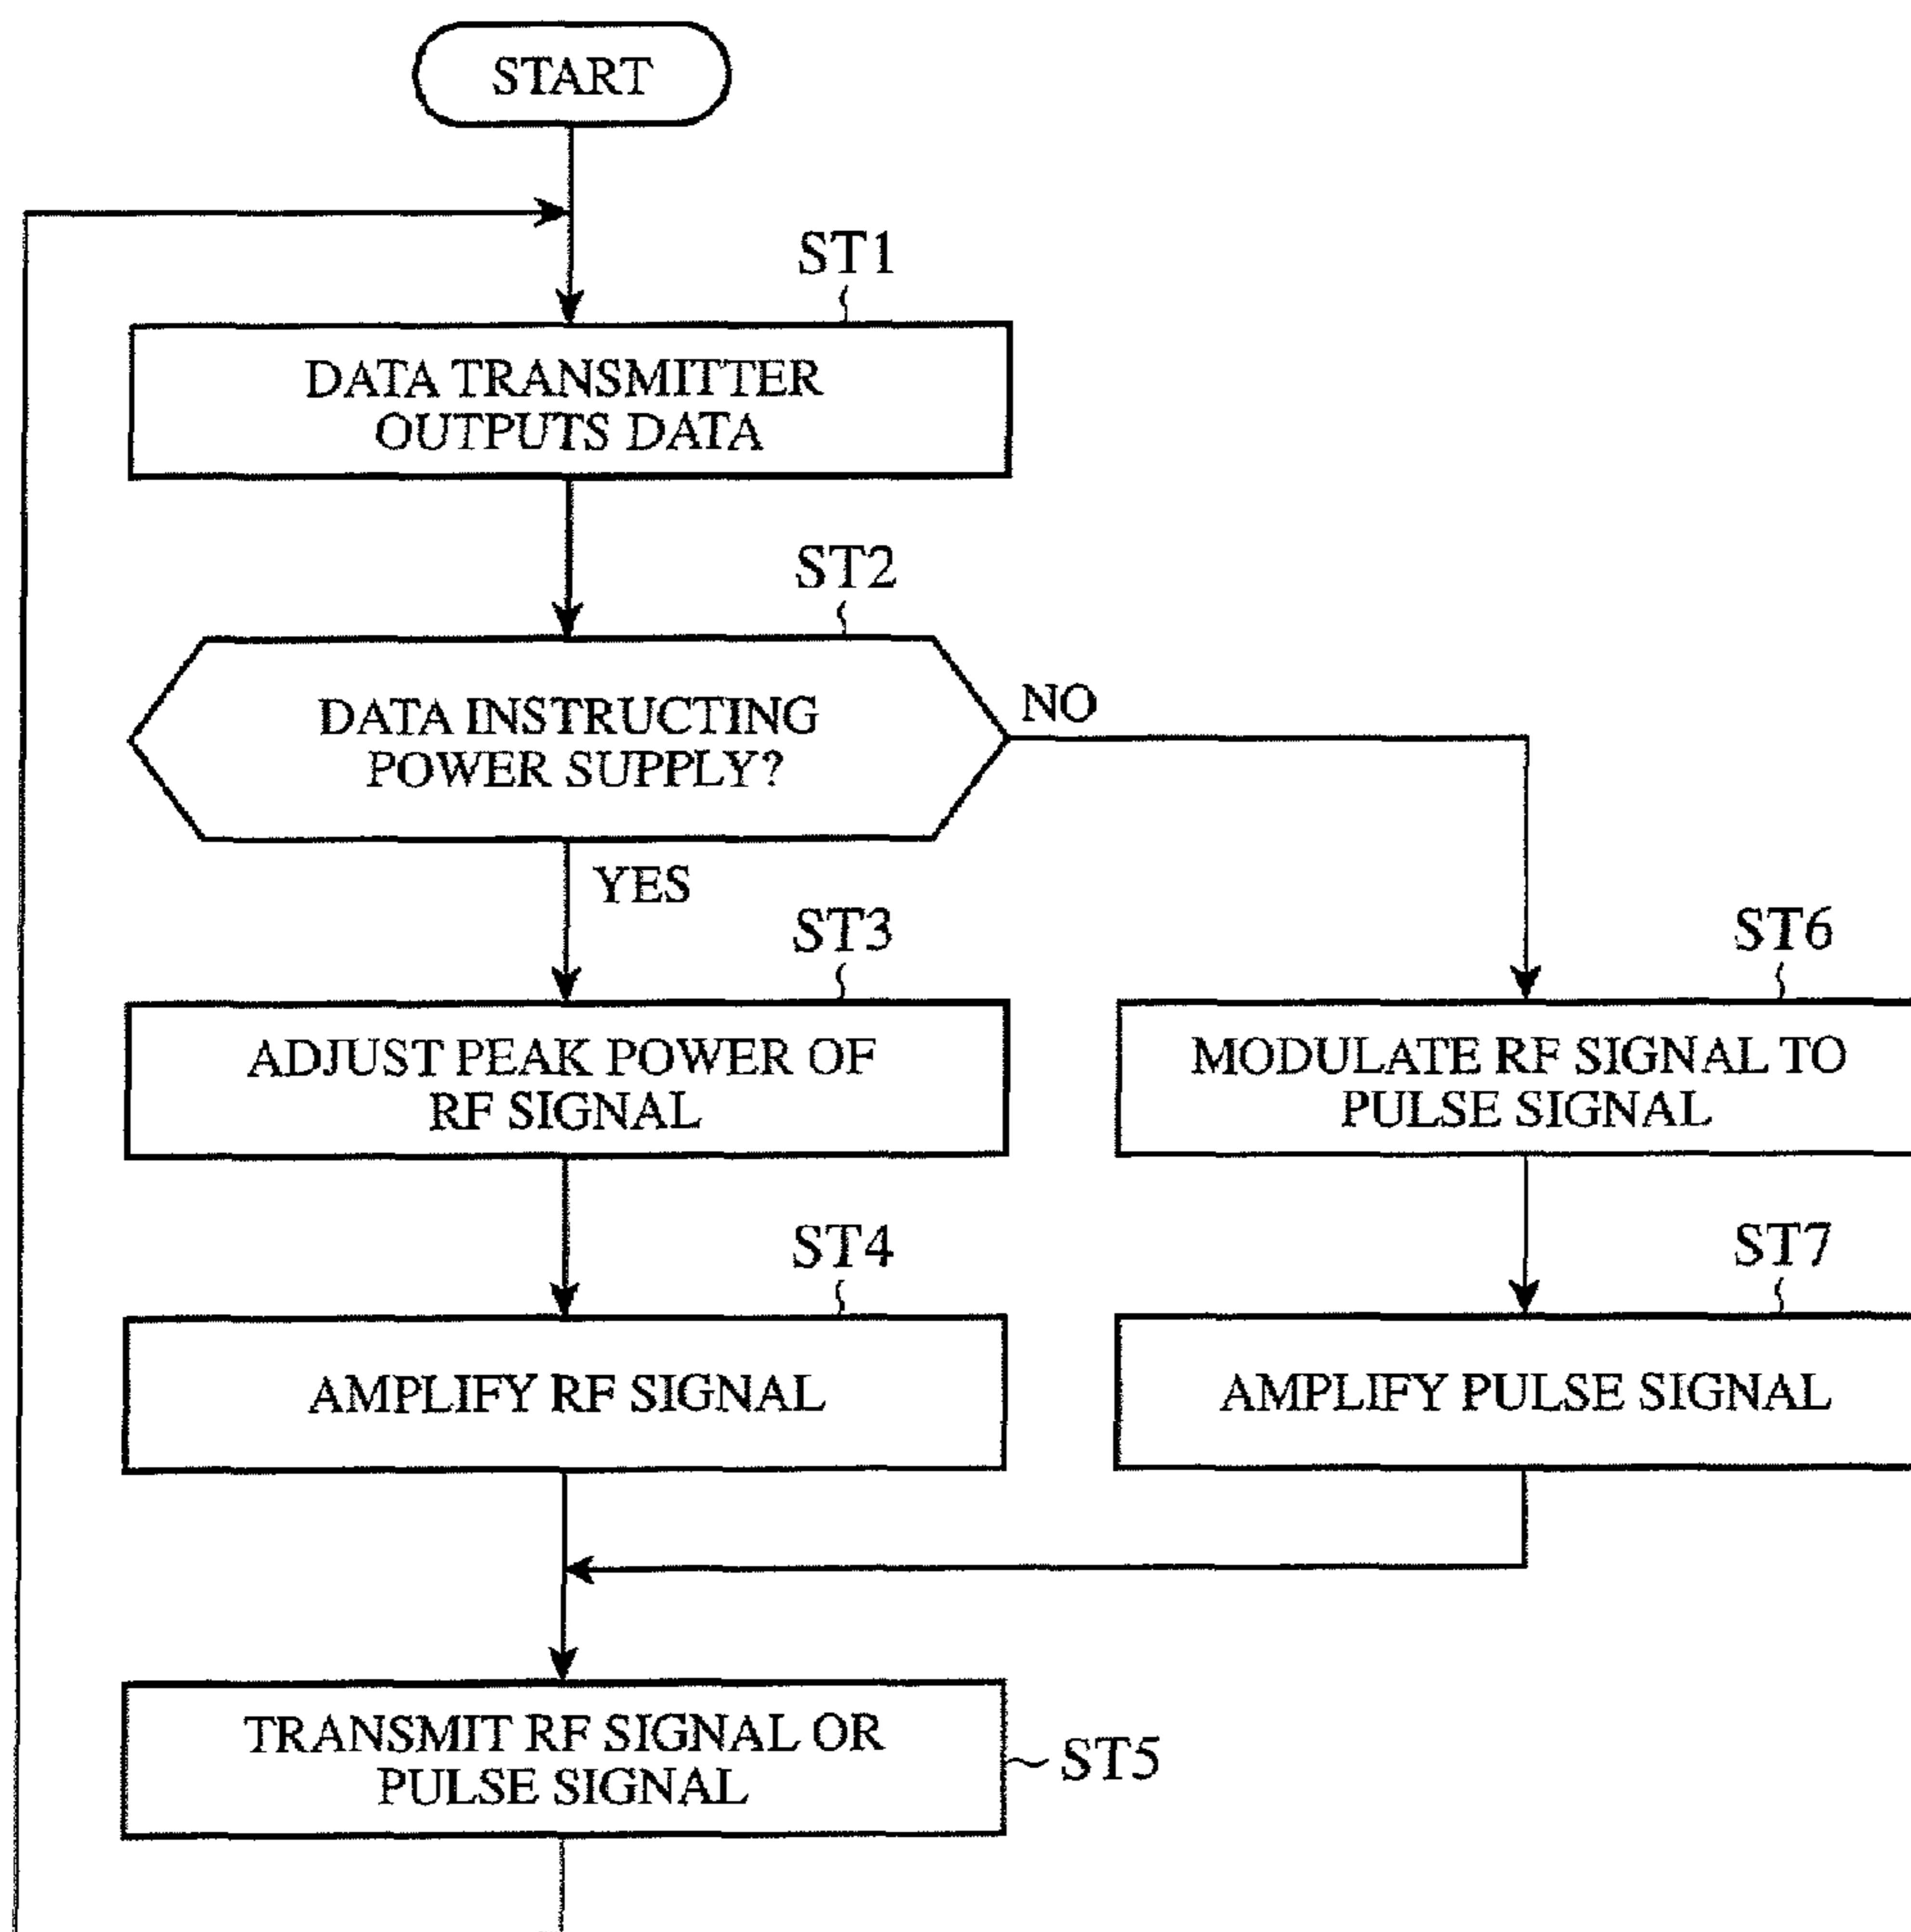 START
ST1
DATA TRANSMITTER
OUTPUTS DATA
ST2
DATA INSTRUCTING
POWER SUPPLY?
NO
YES
ST3
ADJUST PEAK POWER OF
RF SIGNAL
ST6
MODULATE RF SIGNAL TO
PULSE SIGNAL
ST4
AMPLIFY RF SIGNAL
ST7
AMPLIFY PULSE SIGNAL
TRANSMIT RF SIGNAL OR
PULSE SIGNAL
ST5